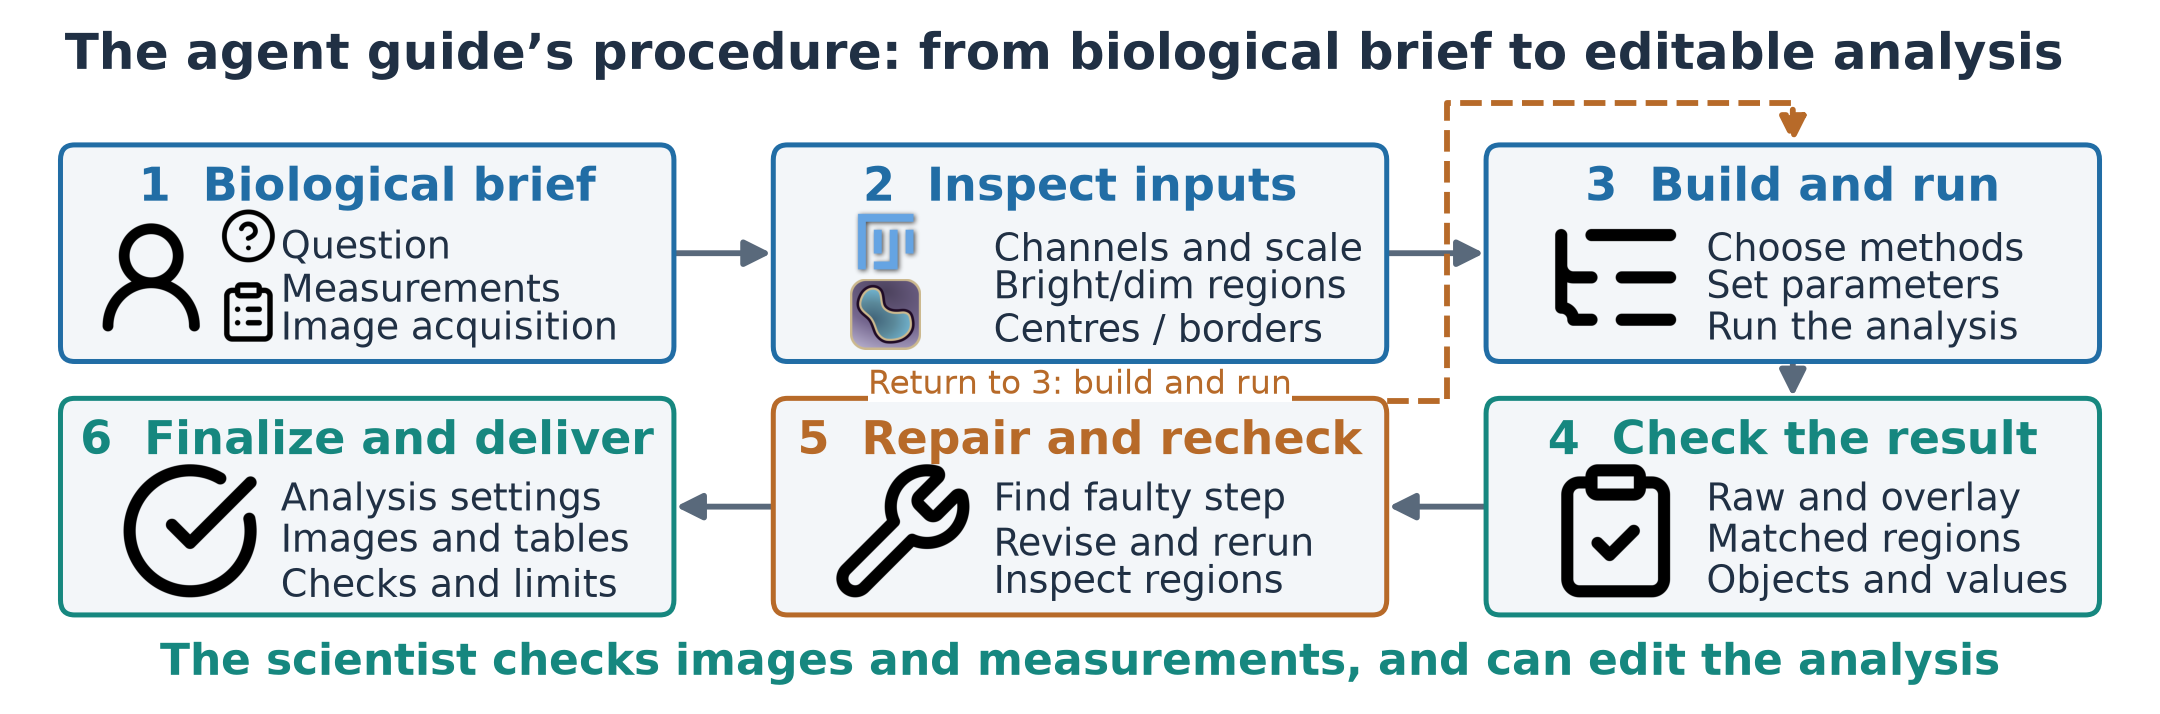 The agent guide’s procedure: from biological brief to editable analysis
1 Biological brief
Question
Measurements
Image acquisition
2 Inspect inputs
Channels and scale
Bright/dim regions
Centres / borders
3 Build and run
Choose methods
Set parameters
Run the analysis
Return to 3: build and run
4 Check the result
Raw and overlay
Matched regions
Objects and values
5 Repair and recheck
Find faulty step
Revise and rerun
Inspect regions
6 Finalize and deliver
Analysis settings
Images and tables
Checks and limits
The scientist checks images and measurements, and can edit the analysis